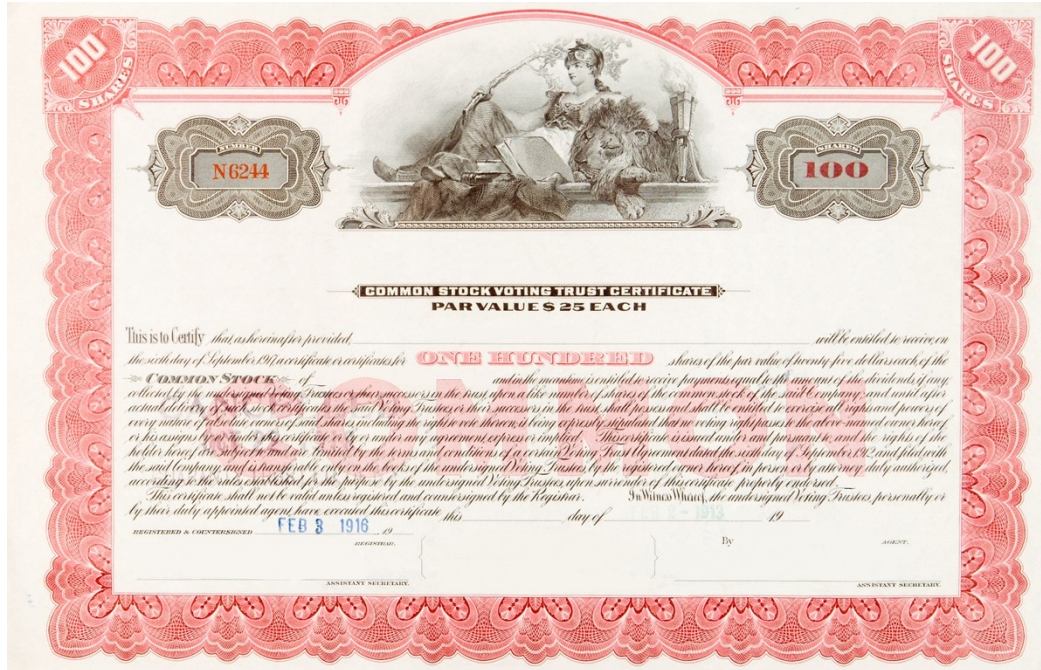 100 SHARES
100 SHARES
NUMBER
N6244
SHARES
100
COMMON STOCK VOTING TRUST CERTIFICATE
PAR VALUE $ 25 EACH
This is to Certify that as hereinafter provided will be entitled to receive, on
the sixth day of September, 1917 a certificate or certificates for ONE HUNDRED shares of the par value of twenty five dollars each, of the
COMMON STOCK of and in the meantime is entitled to receive payments equal to the amount of the dividends, if any,
collected by the undersigned Voting Trustees or their successors in the trust, upon a like number of shares of the common stock of the said Company; and until after
actual delivery of such stock certificates the said Voting Trustees or their successors in the trust shall possess and shall be entitled to exercise all rights and powers of
every nature of absolute owners of said shares including the right to vote thereon; it being expressly stipulated that no voting right passes to the above named owner hereof
or his assigns under this certificate or under any agreement, express or implied. This certificate is issued under and pursuant to, and the rights of the
holder hereof are subject to and limited by the terms and conditions of a certain Voting Trust Agreement dated the sixth day of September 1912, and filed with
the said Company, and is transferable only on the books of the undersigned Voting Trustees by the registered owner hereof in person or by attorney duly authorized,
according to the rules established for the purpose by the undersigned Voting Trustees, upon surrender of this certificate properly endorsed.
This certificate shall not be valid unless registered and countersigned by the Registrar. In Witness Whereof, the undersigned Voting Trustees, personally or
by their duly appointed agent, have executed this certificate this day of 1913 19
COMMON
REGISTERED & COUNTERSIGNED FEB 3 1916 19
REGISTRAR.
By AGENT.
ASSISTANT SECRETARY.
ASSISTANT SECRETARY.